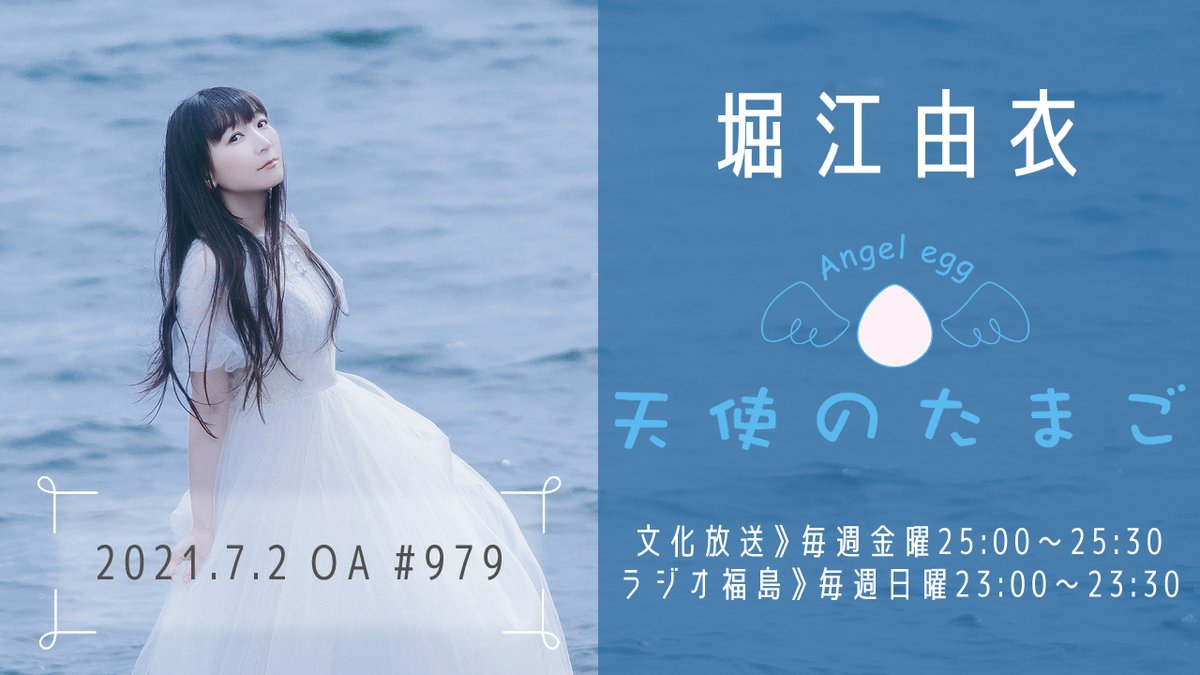 堀江由衣
Angel egg
天使のたまご
2021.7.2 OA #979
文化放送》毎週金曜25:00～25:30
ラジオ福島》毎週日曜23:00～23:30